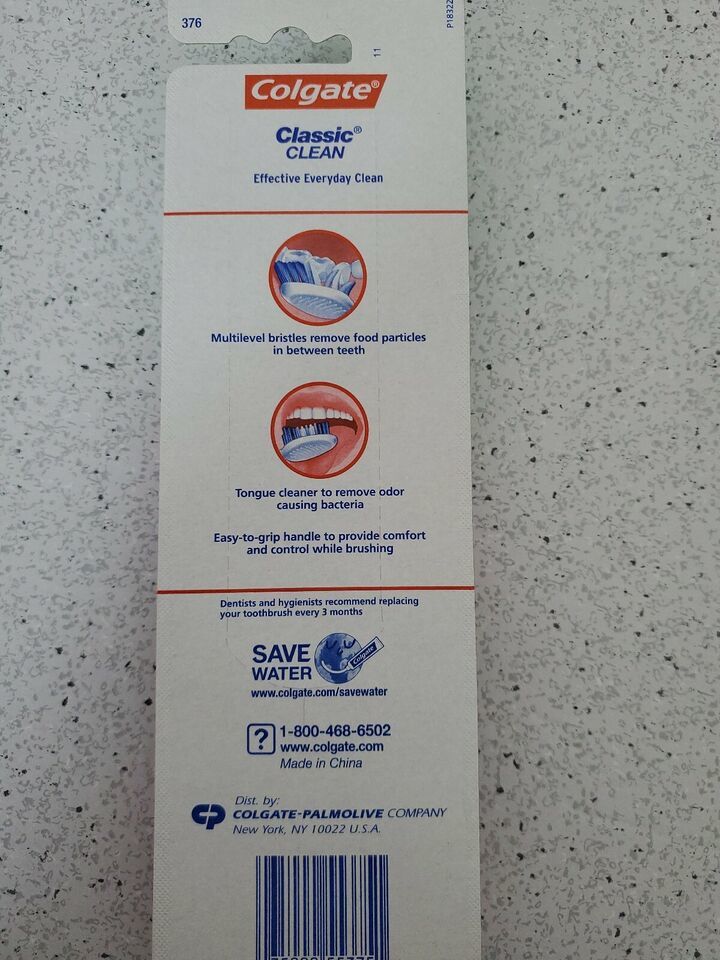 376
P18322
11
Colgate®
Classic®
CLEAN
Effective Everyday Clean
Multilevel bristles remove food particles
in between teeth
Tongue cleaner to remove odor
causing bacteria
Easy-to-grip handle to provide comfort
and control while brushing
Dentists and hygienists recommend replacing
your toothbrush every 3 months
SAVE
WATER
Colgate
www.colgate.com/savewater
? 1-800-468-6502
www.colgate.com
Made in China
Dist. by:
CP COLGATE-PALMOLIVE COMPANY
New York, NY 10022 U.S.A.